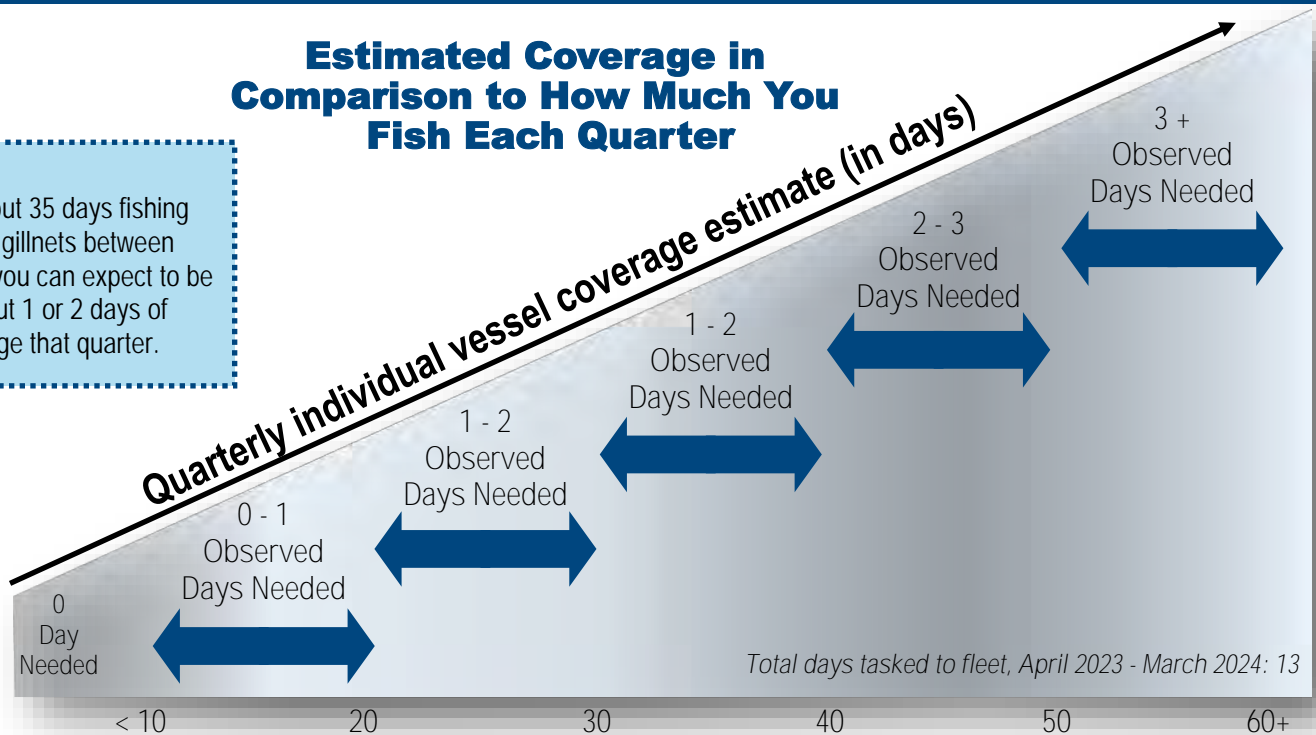 Estimated Coverage in
Comparison to How Much You
Fish Each Quarter
35 days fishing
gillnets between
you can expect to be
1 or 2 days of
that quarter.
Quarterly individual vessel coverage estimate (in days)
0
Day
Needed
0 - 1
Observed
Days Needed
1 - 2
Observed
Days Needed
1 - 2
Observed
Days Needed
2 - 3
Observed
Days Needed
3 +
Observed
Days Needed
Total days tasked to fleet, April 2023 - March 2024: 13
< 10
20
30
40
50
60+